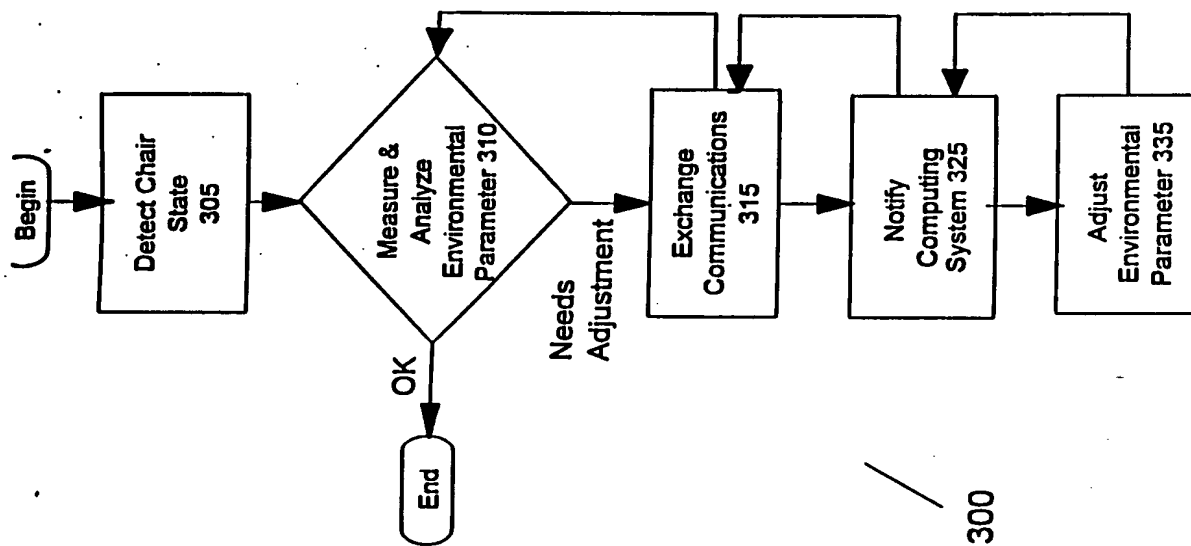 Begin
Detect Chair
State
305
Measure &
Analyze
Environmental
Parameter 310
OK
End
Needs
Adjustment
Exchange
Communications
315
Notify
Computing
System 325
Adjust
Environmental
Parameter 335
300